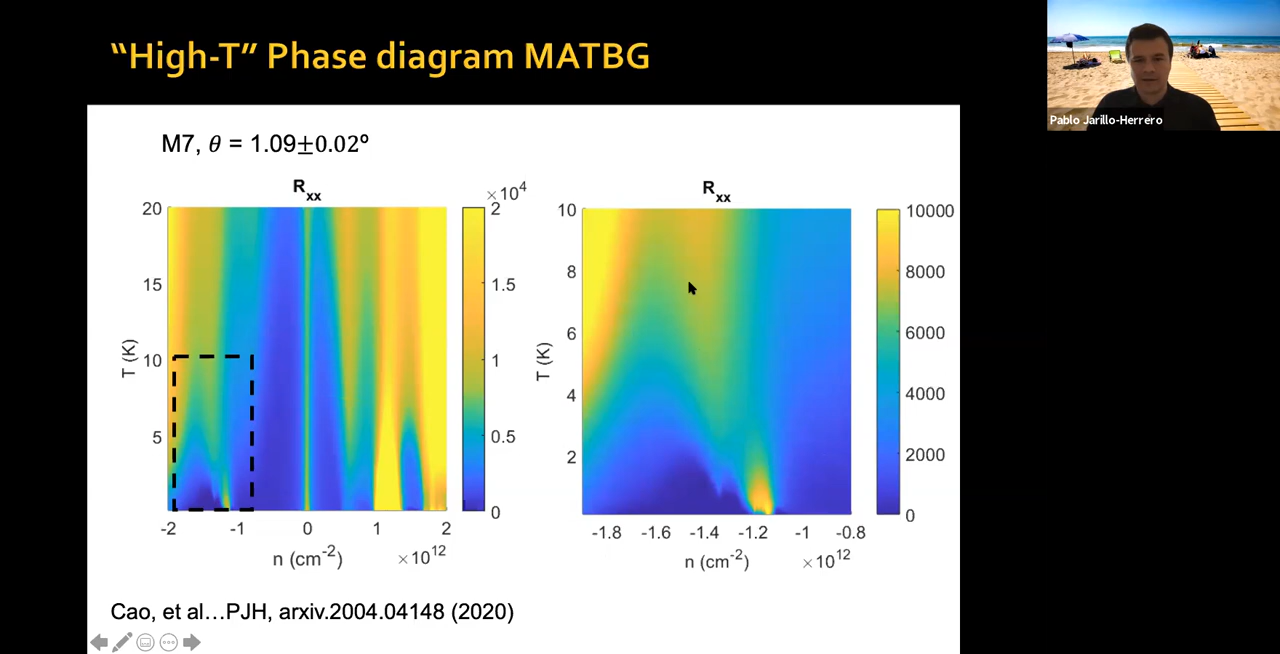 “High-T” Phase diagram MATBG
Pablo Jarillo-Herrero
M7, θ = 1.09±0.02º
Rxx
×10⁴
20
15
10
5
T (K)
2
1.5
1
0.5
0
-2 -1 0 1 2
n (cm⁻²) ×10¹²
Rxx
10
8
6
4
2
T (K)
10000
8000
6000
4000
2000
0
-1.8 -1.6 -1.4 -1.2 -1 -0.8
n (cm⁻²) ×10¹²
Cao, et al…PJH, arxiv.2004.04148 (2020)